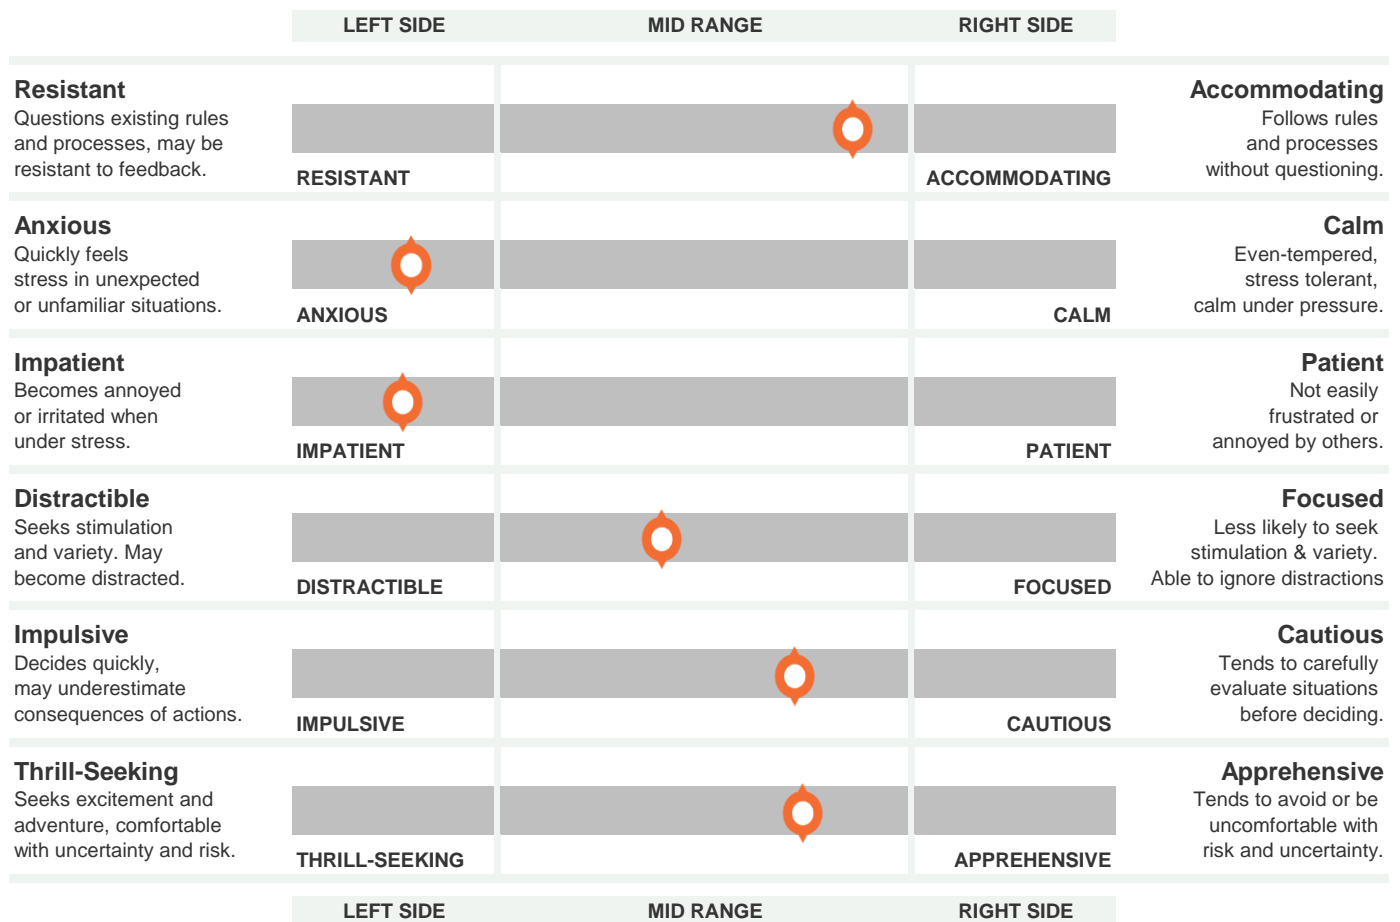 LEFT SIDE MID RANGE RIGHT SIDE
Resistant
Questions existing rules
and processes, may be
resistant to feedback.
RESISTANT
ACCOMMODATING
Accommodating
Follows rules
and processes
without questioning.
Anxious
Quickly feels
stress in unexpected
or unfamiliar situations.
ANXIOUS
CALM
Calm
Even-tempered,
stress tolerant,
calm under pressure.
Impatient
Becomes annoyed
or irritated when
under stress.
IMPATIENT
PATIENT
Patient
Not easily
frustrated or
annoyed by others.
Distractible
Seeks stimulation
and variety. May
become distracted.
DISTRACTIBLE
FOCUSED
Focused
Less likely to seek
stimulation & variety.
Able to ignore distractions
Impulsive
Decides quickly,
may underestimate
consequences of actions.
IMPULSIVE
CAUTIOUS
Cautious
Tends to carefully
evaluate situations
before deciding.
Thrill-Seeking
Seeks excitement and
adventure, comfortable
with uncertainty and risk.
THRILL-SEEKING
APPREHENSIVE
Apprehensive
Tends to avoid or be
uncomfortable with
risk and uncertainty.
LEFT SIDE MID RANGE RIGHT SIDE